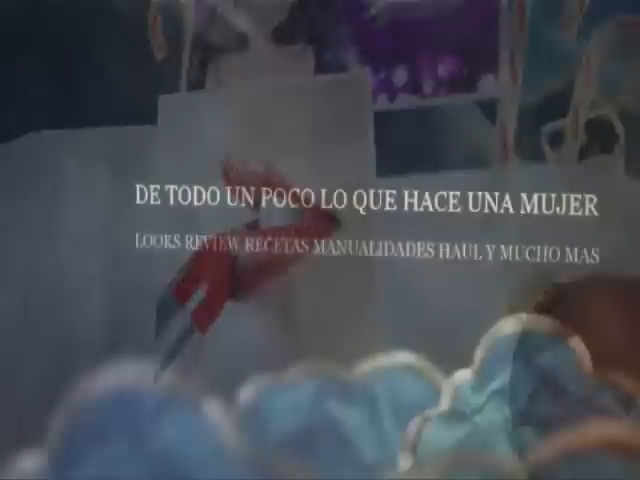 DE TODO UN POCO LO QUE HACE UNA MUJER
LOOKS REVIEW RECETAS MANUALIDADES HAUL Y MUCHO MAS